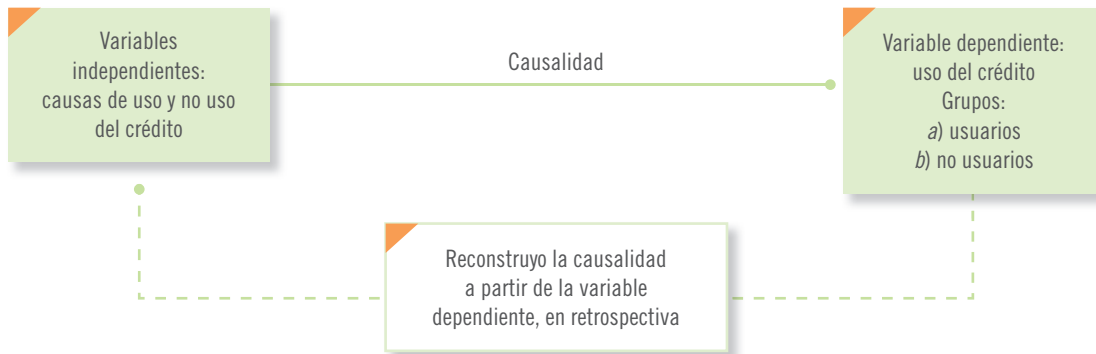 Variables
independientes:
causas de uso y no uso
del crédito
Causalidad
Variable dependiente:
uso del crédito
Grupos:
a) usuarios
b) no usuarios
Reconstruyo la causalidad
a partir de la variable
dependiente, en retrospectiva